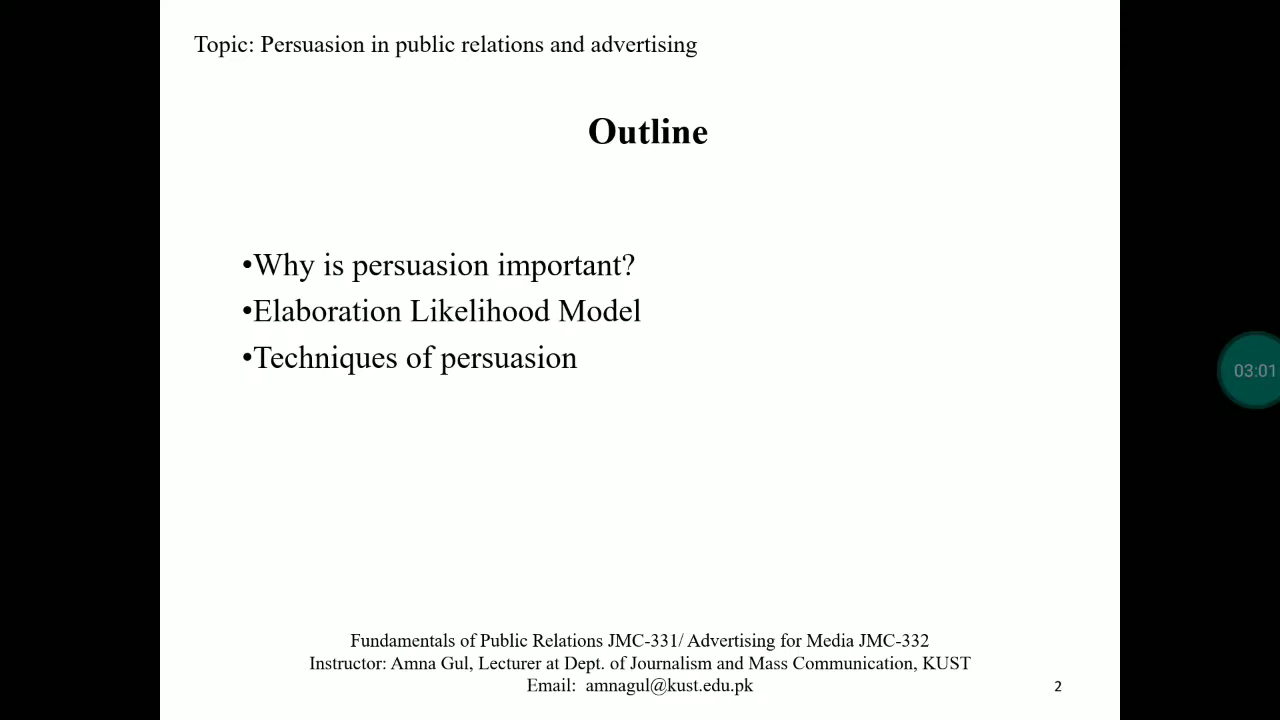 Topic: Persuasion in public relations and advertising
Outline
•Why is persuasion important?
•Elaboration Likelihood Model
•Techniques of persuasion
03:01
Fundamentals of Public Relations JMC-331/ Advertising for Media JMC-332
Instructor: Amna Gul, Lecturer at Dept. of Journalism and Mass Communication, KUST
Email:  amnagul@kust.edu.pk
2